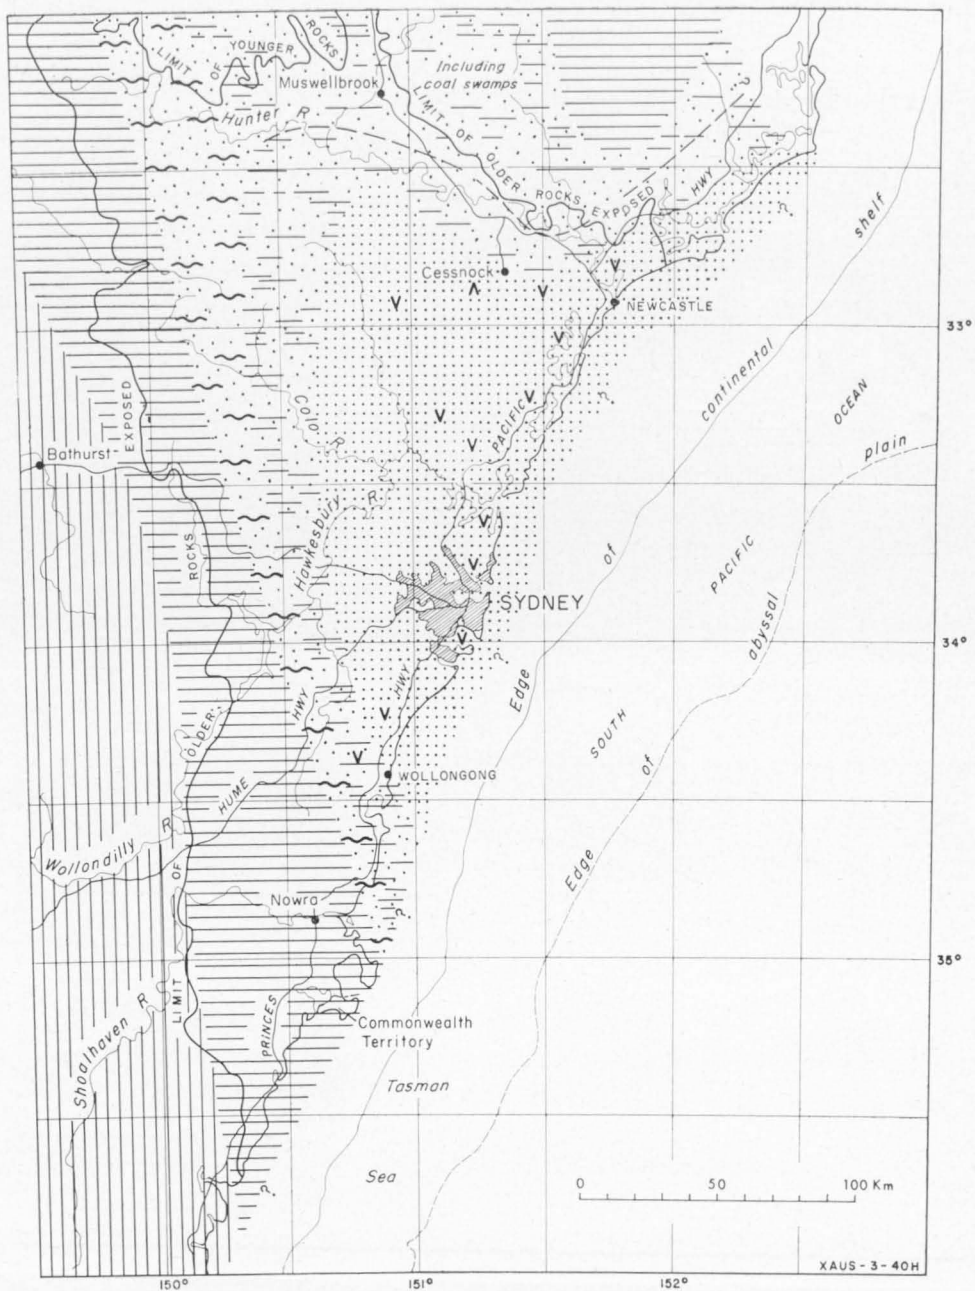 LIMIT OF YOUNGER ROCKS
Muswellbrook
Including
coal swamps
Hunter R
LIMIT OF OLDER ROCKS EXPOSED
HWY
?
?
shelf
Cessnock
NEWCASTLE
33°
continental
OCEAN
plain
EXPOSED
Bathurst
Colo R
PACIFIC
?
Hawkesbury R
ROCKS
of
PACIFIC
abyssal
SYDNEY
34°
?
HWY
HWY
Edge
OLDER
SOUTH
of
HUME
WOLLONGONG
Wollondilly R
OF
Edge
Nowra
?
35°
LIMIT
Shoalhaven R
PRINCES
Commonwealth
Territory
Tasman
Sea
?
0 50 100 Km
XAUS-3-40H
150° 151° 152°